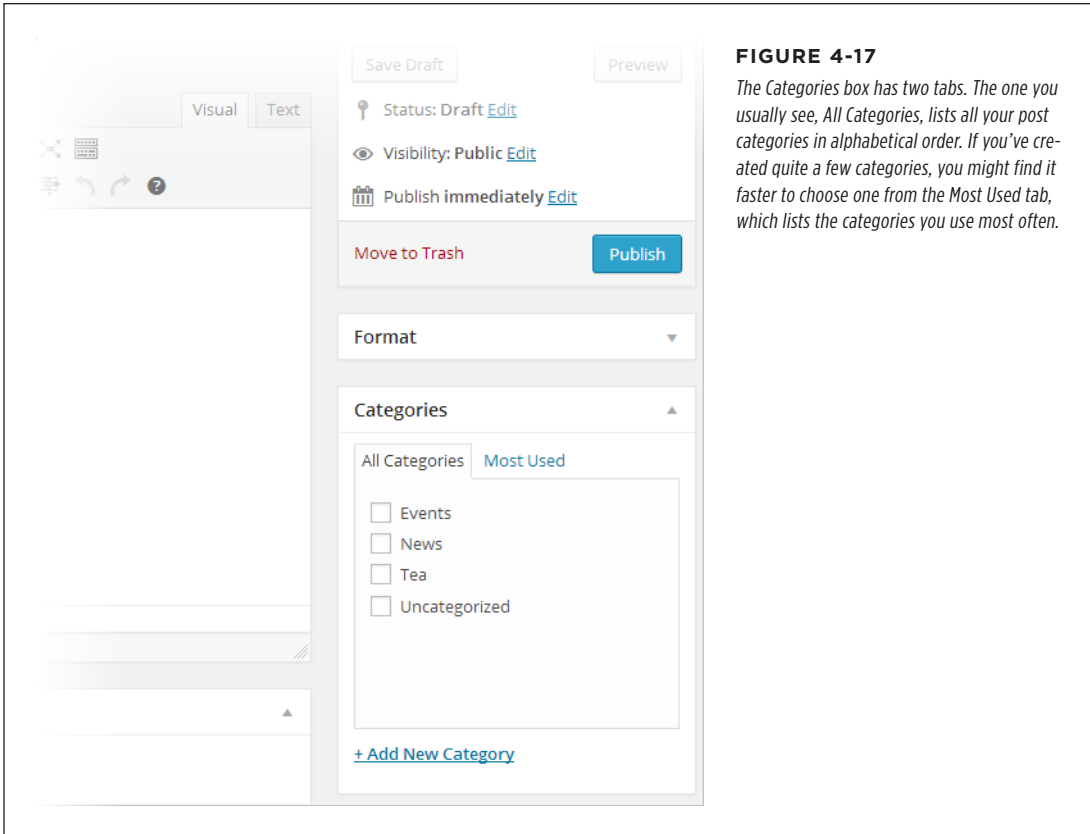 Save Draft
Preview
Visual
Text
Status: Draft Edit
Visibility: Public Edit
Publish immediately Edit
Move to Trash
Publish
Format
Categories
All Categories
Most Used
Events
News
Tea
Uncategorized
+ Add New Category
FIGURE 4-17
The Categories box has two tabs. The one you
usually see, All Categories, lists all your post
categories in alphabetical order. If you've cre-
ated quite a few categories, you might find it
faster to choose one from the Most Used tab,
which lists the categories you use most often.